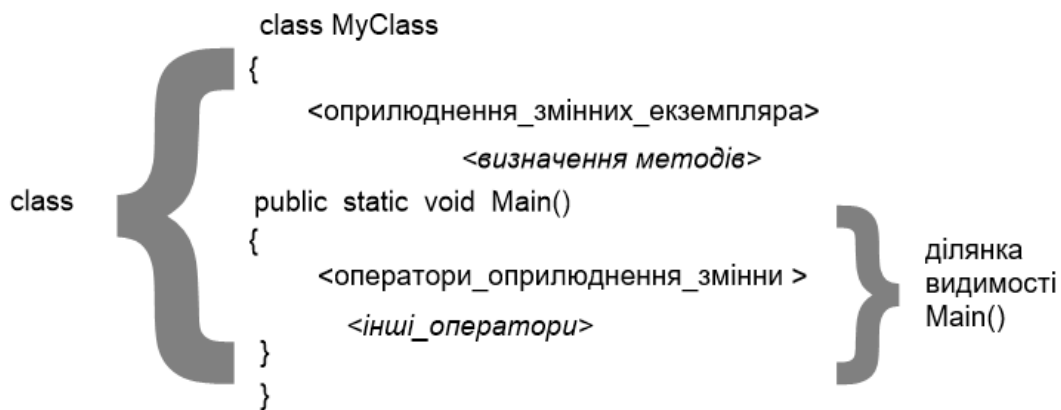 class MyClass
{
<оприлюднення_змінних_екземпляра>
<визначення методів>
class
public static void Main()
{
<оператори_оприлюднення_змінни >
<інші_оператори>
}
}
ділянка
видимості
Main()